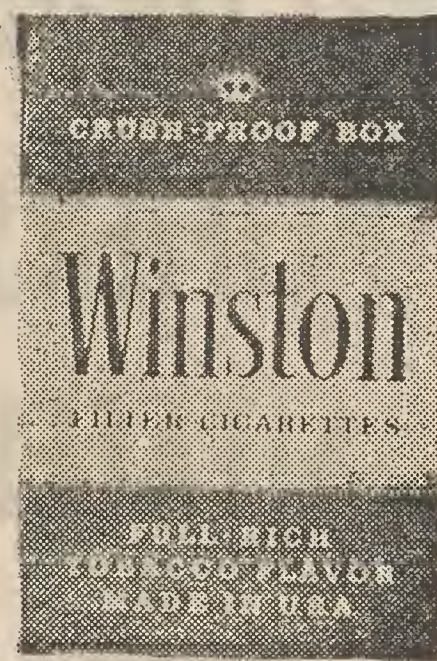 CRUSH-PROOF BOX
Winston
FILTER CIGARETTES
FULL·RICH
TOBACCO FLAVOR
MADE IN USA